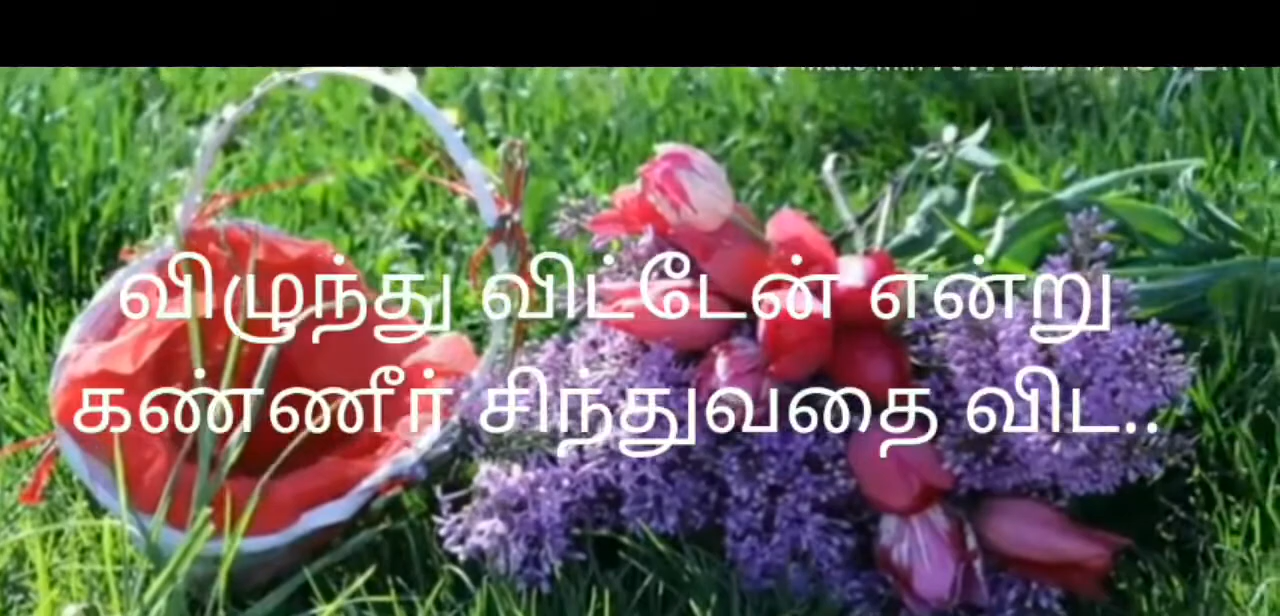 விழுந்து விட்டேன் என்று
கண்ணீர் சிந்துவதை விட..